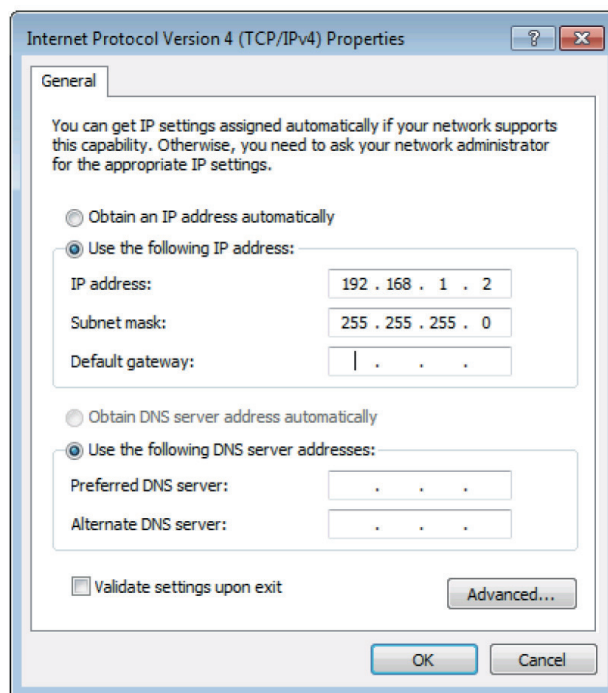 Internet Protocol Version 4 (TCP/IPv4) Properties
General
You can get IP settings assigned automatically if your network supports
this capability. Otherwise, you need to ask your network administrator
for the appropriate IP settings.
Obtain an IP address automatically
Use the following IP address:
IP address: 192 . 168 . 1 . 2
Subnet mask: 255 . 255 . 255 . 0
Default gateway: . . .
Obtain DNS server address automatically
Use the following DNS server addresses:
Preferred DNS server: . . .
Alternate DNS server: . . .
Validate settings upon exit
Advanced...
OK Cancel